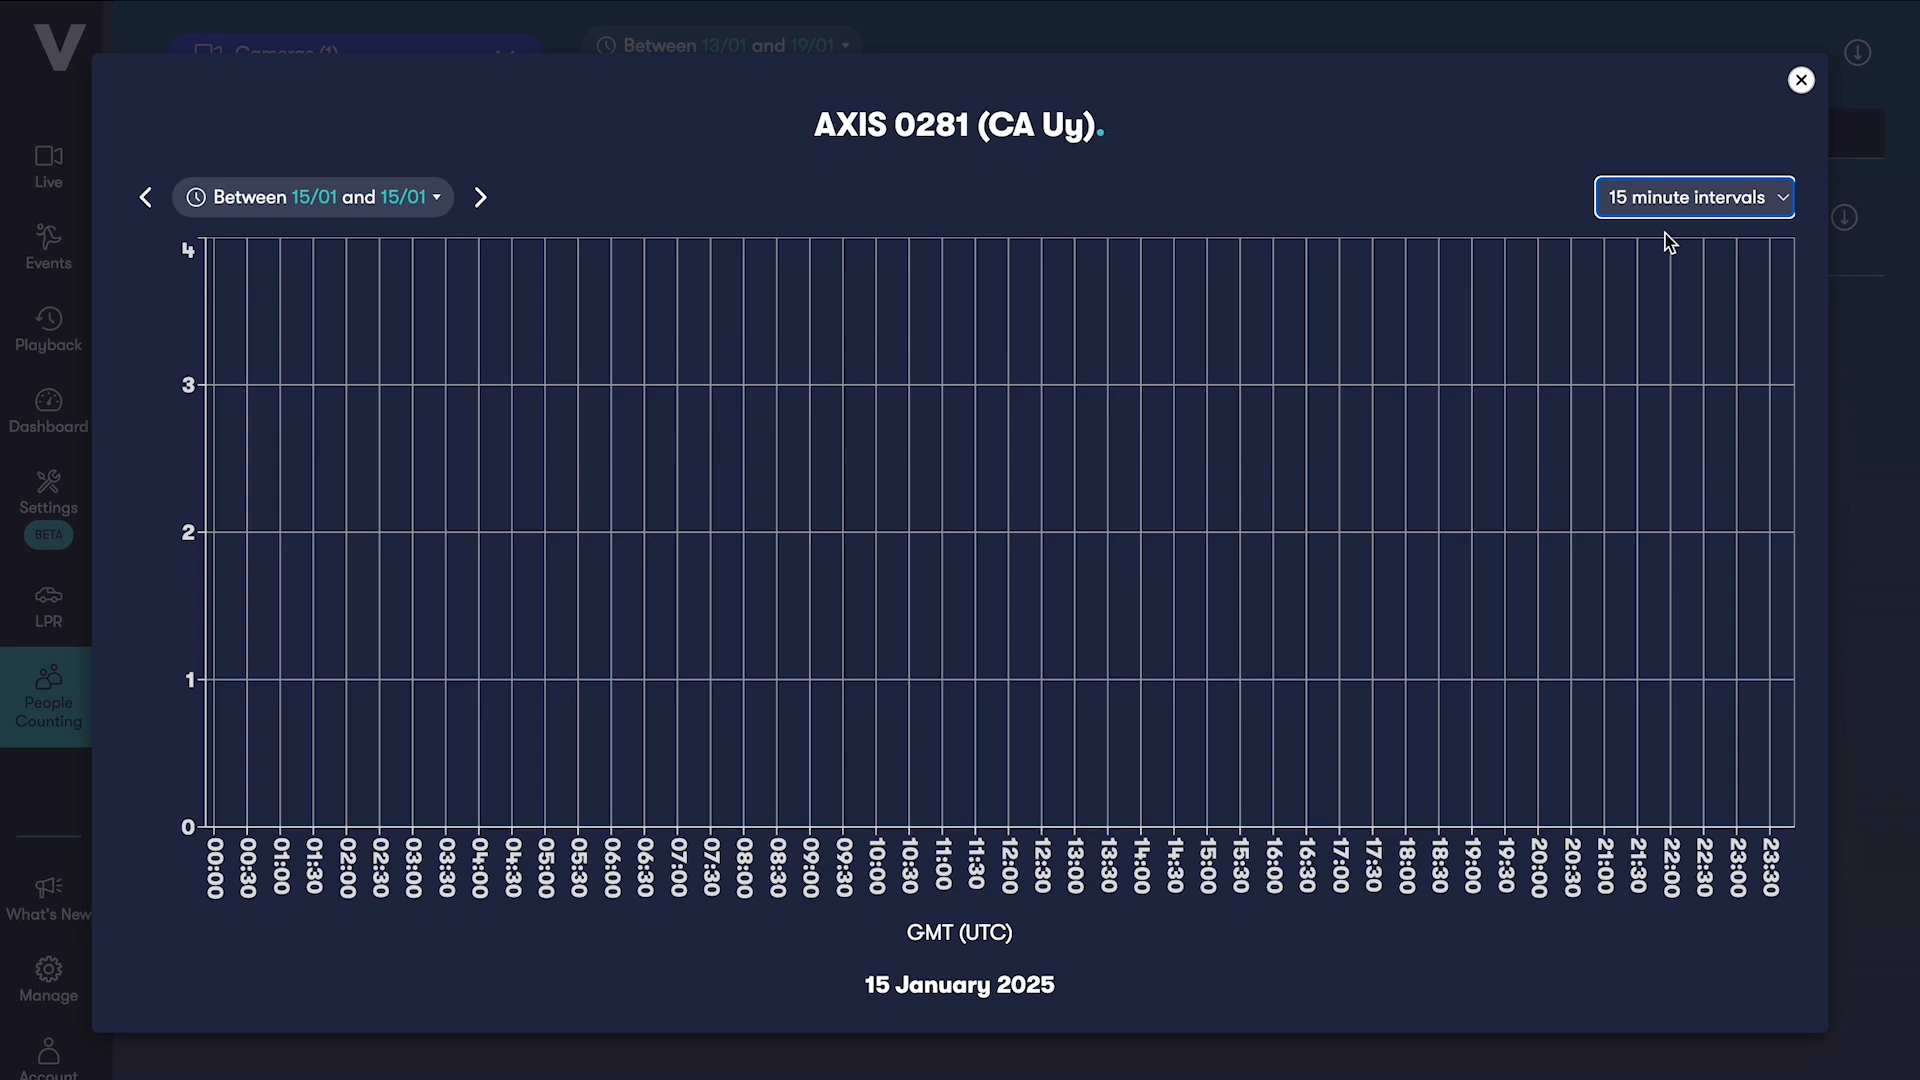 Cameras (1)
Between 13/01 and 19/01
AXIS 0281 (CA Uy).
Between 15/01 and 15/01
15 minute intervals
Live
Events
Playback
Dashboard
Settings
BETA
LPR
People
Counting
What's New
Manage
Account
4
3
2
1
0
00:00
00:30
01:00
01:30
02:00
02:30
03:00
03:30
04:00
04:30
05:00
05:30
06:00
06:30
07:00
07:30
08:00
08:30
09:00
09:30
10:00
10:30
11:00
11:30
12:00
12:30
13:00
13:30
14:00
14:30
15:00
15:30
16:00
16:30
17:00
17:30
18:00
18:30
19:00
19:30
20:00
20:30
21:00
21:30
22:00
22:30
23:00
23:30
GMT (UTC)
15 January 2025